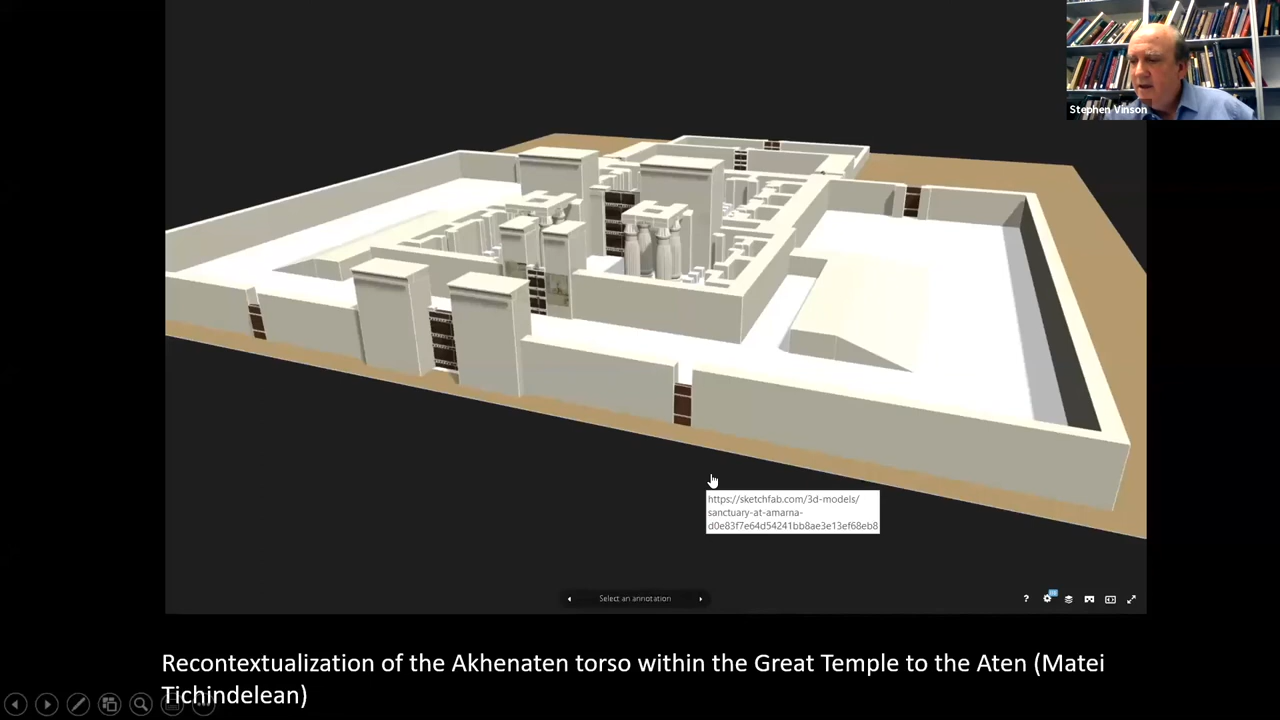 Stephen Vinson
https://sketchfab.com/3d-models/
sanctuary-at-amarna-
d0e83f7e64d54241bb8ae3e13ef68eb8
Select an annotation
?
HD
Recontextualization of the Akhenaten torso within the Great Temple to the Aten (Matei
Tichindelean)